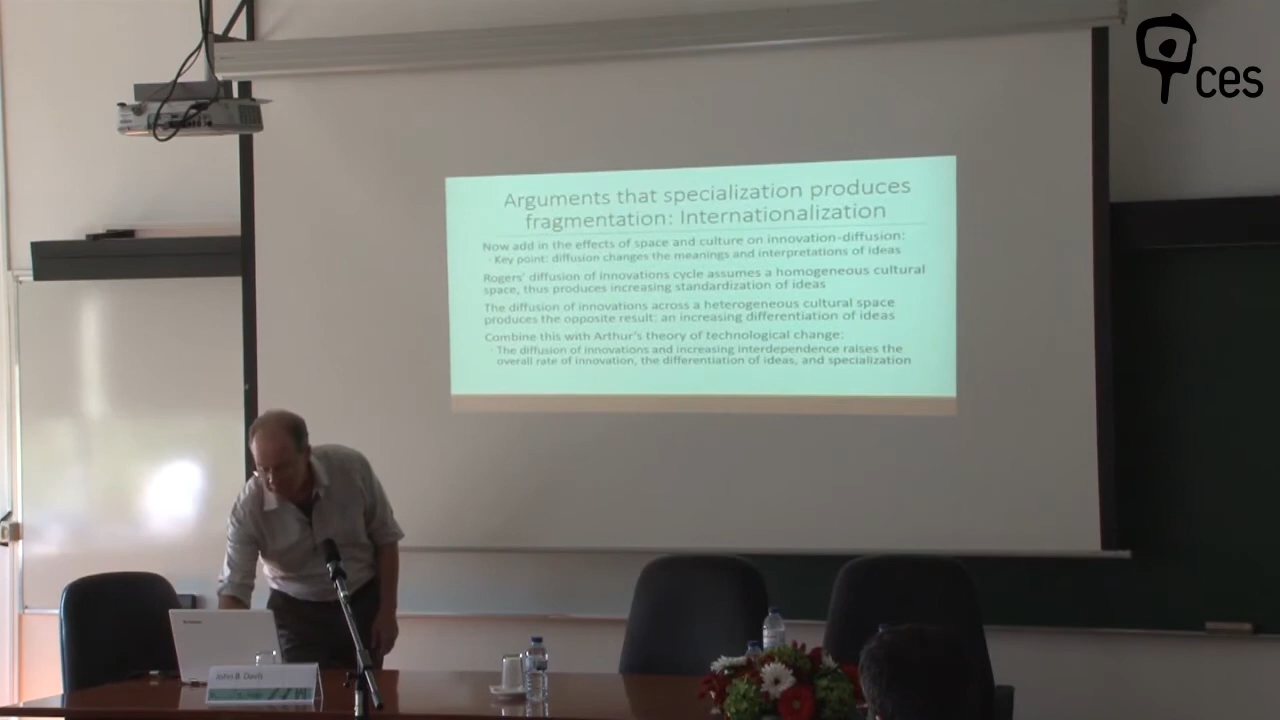 ces
Arguments that specialization produces
fragmentation: Internationalization
Now add in the effects of space and culture on innovation-diffusion:
Key point: diffusion changes the meanings and interpretations of ideas
Rogers' diffusion of innovations cycle assumes a homogeneous cultural
space, thus produces increasing standardization of ideas
The diffusion of innovations across a heterogeneous cultural space
produces the opposite result: an increasing differentiation of ideas
Combine this with Arthur's theory of technological change:
The diffusion of innovations and increasing interdependence raises the
overall rate of innovation, the differentiation of ideas, and specialization
John B. Davis